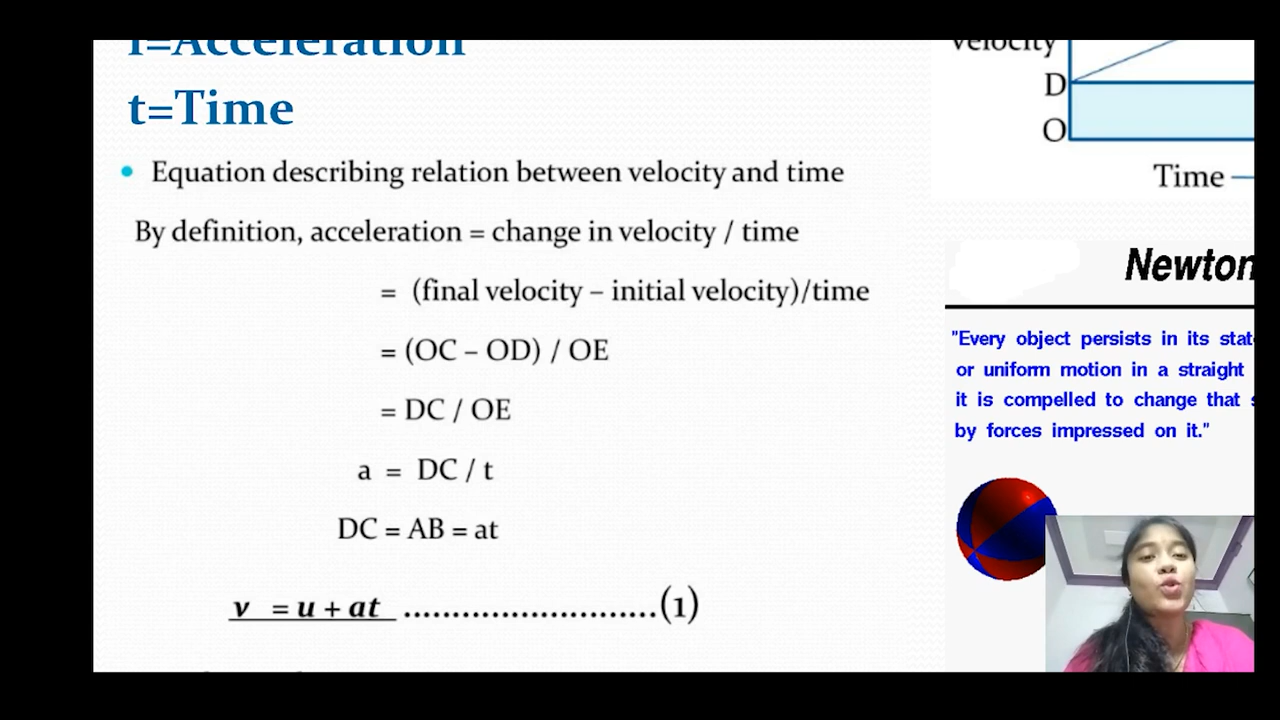 =Acceleration
t=Time
• Equation describing relation between velocity and time
By definition, acceleration = change in velocity / time
= (final velocity – initial velocity)/time
= (OC – OD) / OE
= DC / OE
a = DC / t
DC = AB = at
v = u + at ..........................(1)
Velocity
D
O
Time
Newton
"Every object persists in its stat
or uniform motion in a straight
it is compelled to change that s
by forces impressed on it."